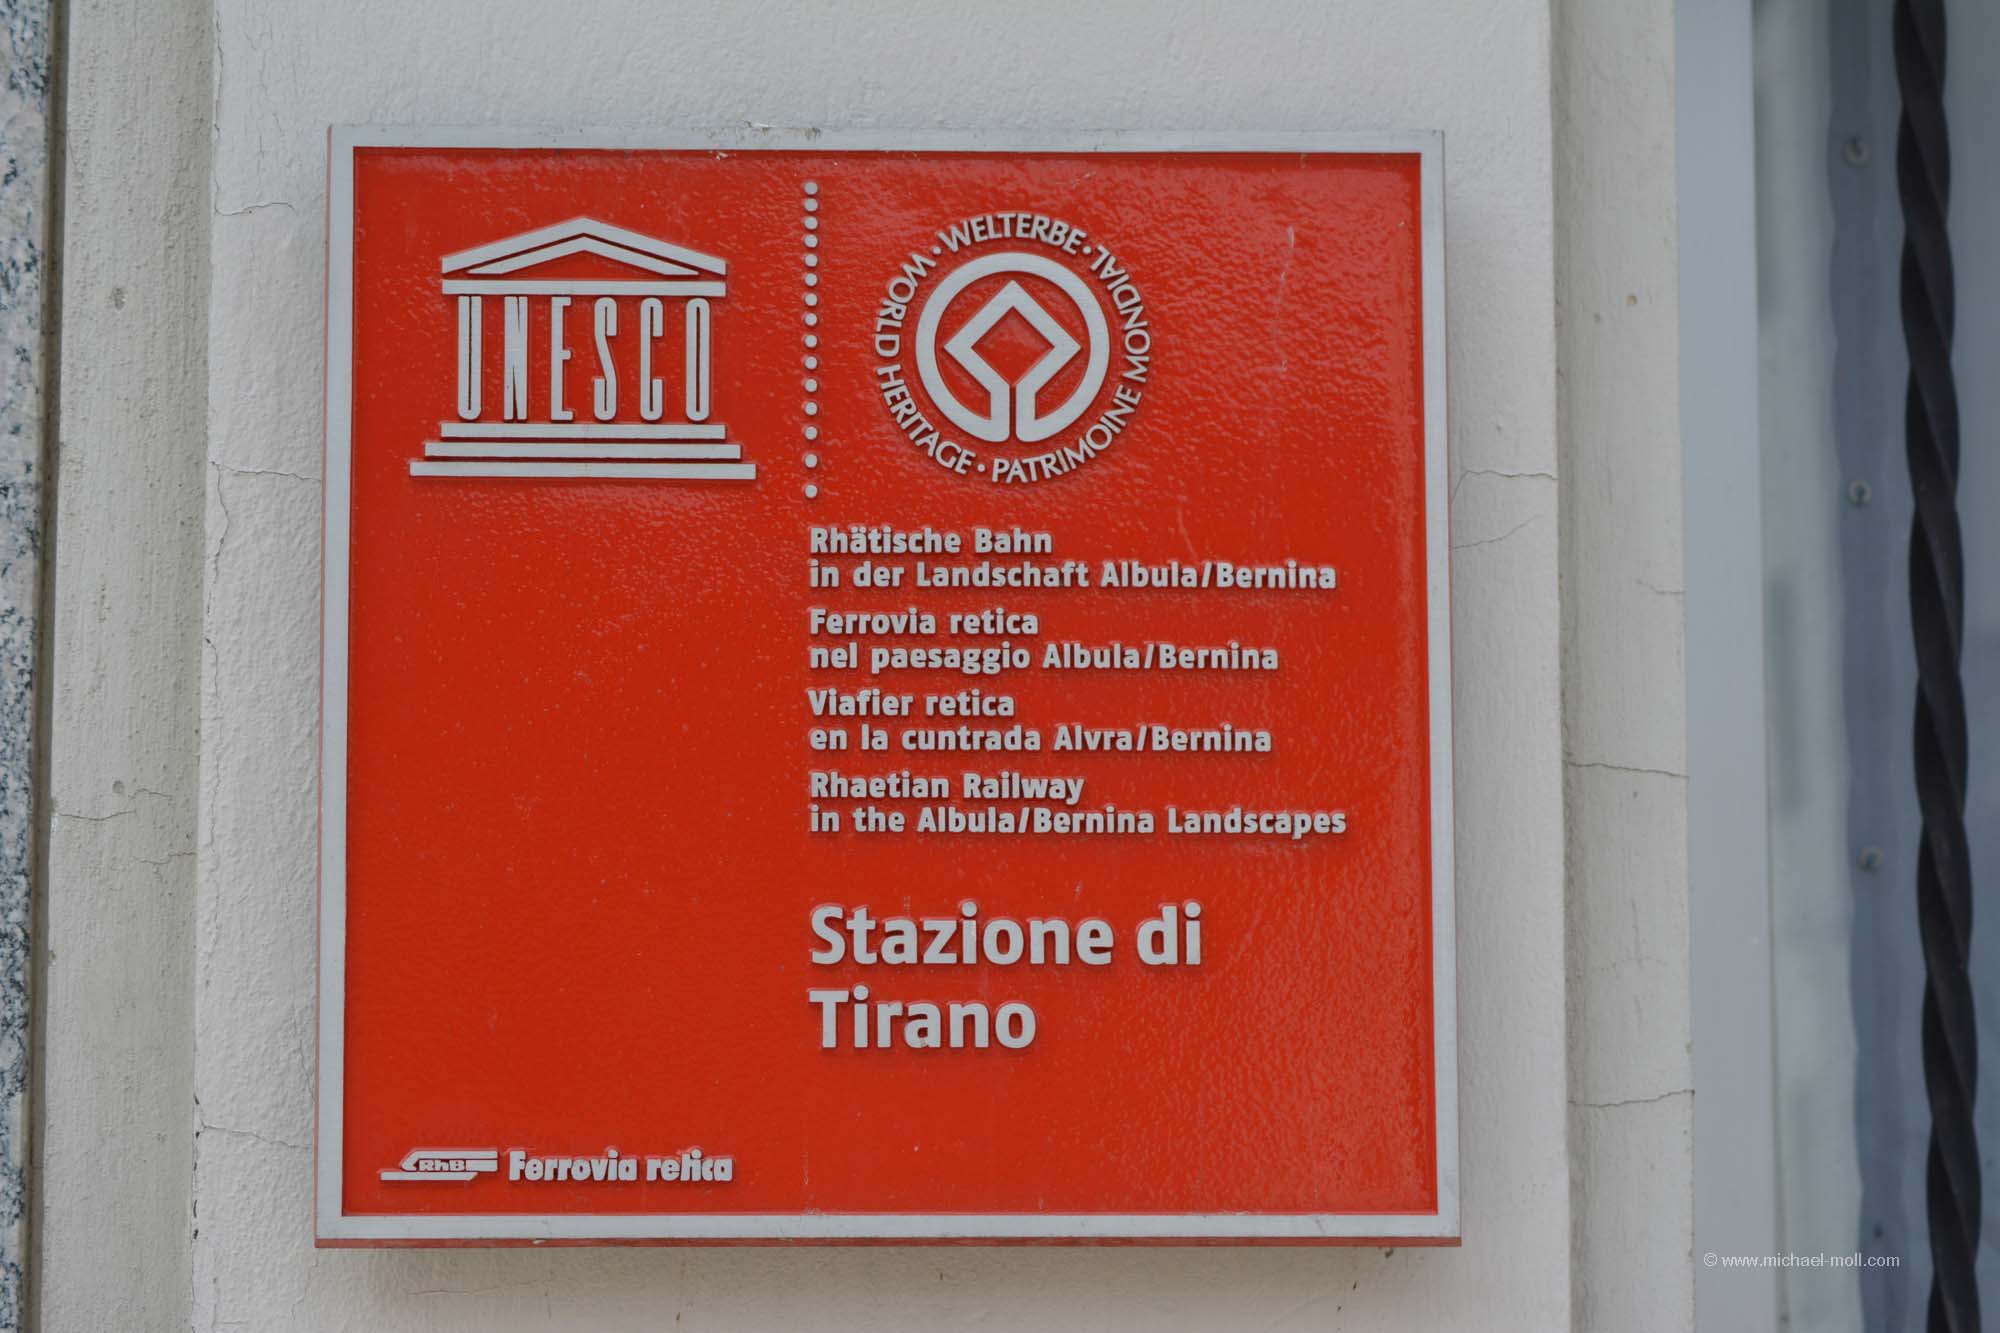 UNESCO
WORLD HERITAGE · WELTERBE · PATRIMOINE MONDIAL ·
Rhätische Bahn
in der Landschaft Albula/Bernina
Ferrovia retica
nel paesaggio Albula/Bernina
Viafier retica
en la cuntrada Alvra/Bernina
Rhaetian Railway
in the Albula/Bernina Landscapes
Stazione di
Tirano
RhB Ferrovia retica
© www.michael-moll.com